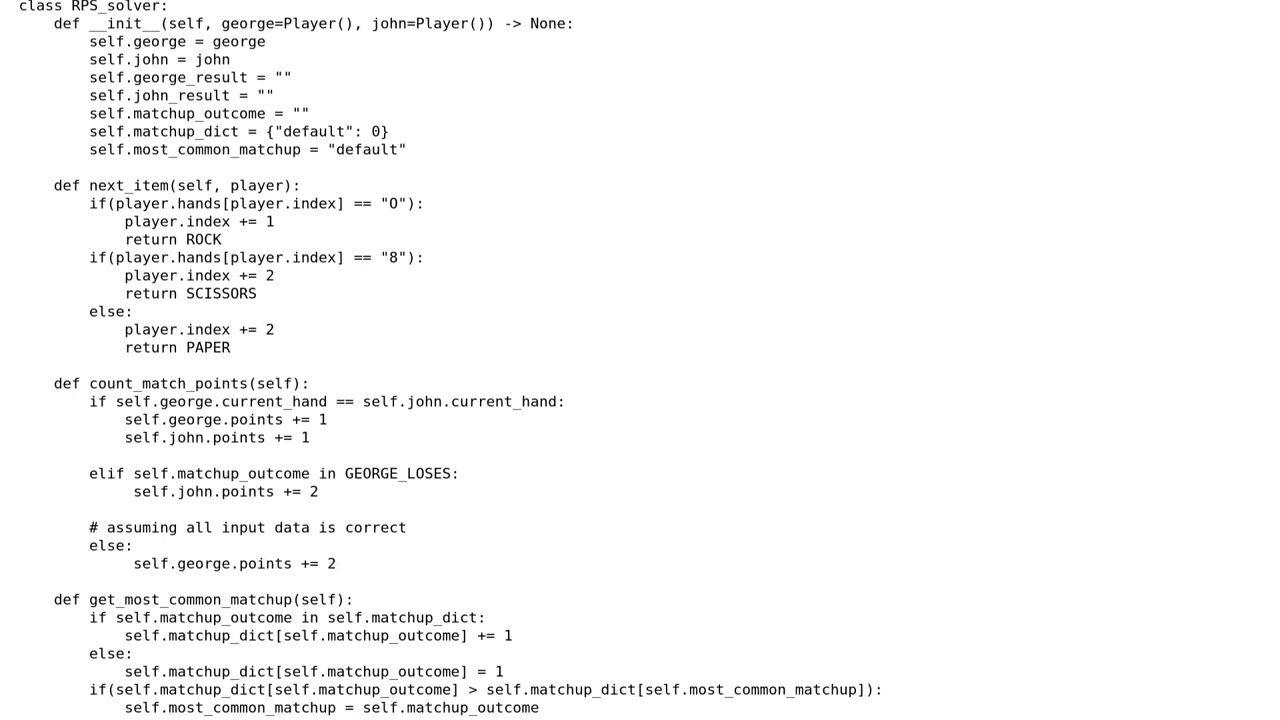 class RPS_solver:
    def __init__(self, george=Player(), john=Player()) -> None:
        self.george = george
        self.john = john
        self.george_result = ""
        self.john_result = ""
        self.matchup_outcome = ""
        self.matchup_dict = {"default": 0}
        self.most_common_matchup = "default"

    def next_item(self, player):
        if(player.hands[player.index] == "O"):
            player.index += 1
            return ROCK
        if(player.hands[player.index] == "8"):
            player.index += 2
            return SCISSORS
        else:
            player.index += 2
            return PAPER

    def count_match_points(self):
        if self.george.current_hand == self.john.current_hand:
            self.george.points += 1
            self.john.points += 1

        elif self.matchup_outcome in GEORGE_LOSES:
             self.john.points += 2

        # assuming all input data is correct
        else:
             self.george.points += 2

    def get_most_common_matchup(self):
        if self.matchup_outcome in self.matchup_dict:
            self.matchup_dict[self.matchup_outcome] += 1
        else:
            self.matchup_dict[self.matchup_outcome] = 1
        if(self.matchup_dict[self.matchup_outcome] > self.matchup_dict[self.most_common_matchup]):
            self.most_common_matchup = self.matchup_outcome